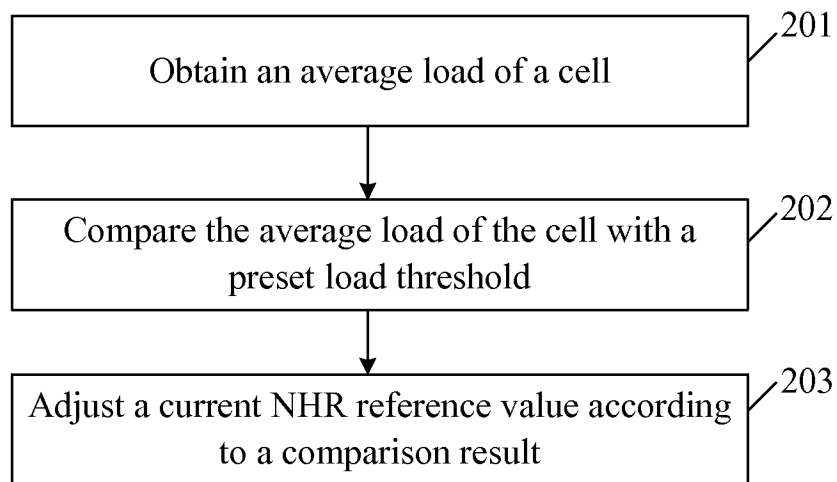 201
Obtain an average load of a cell
202
Compare the average load of the cell with a
preset load threshold
203
Adjust a current NHR reference value according
to a comparison result